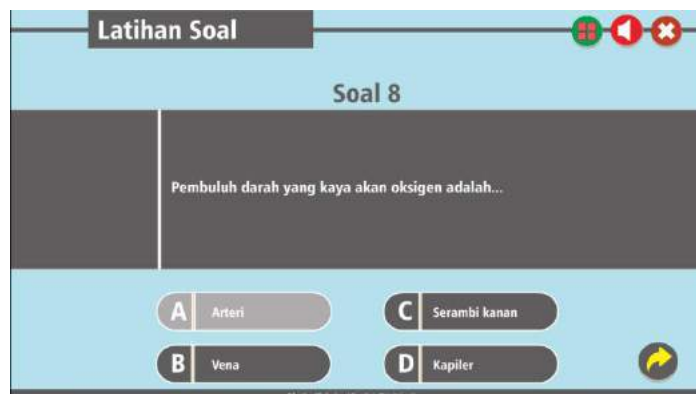 Latihan Soal
Soal 8
Pembuluh darah yang kaya akan oksigen adalah...
A Arteri
C Serambi kanan
B Vena
D Kapiler